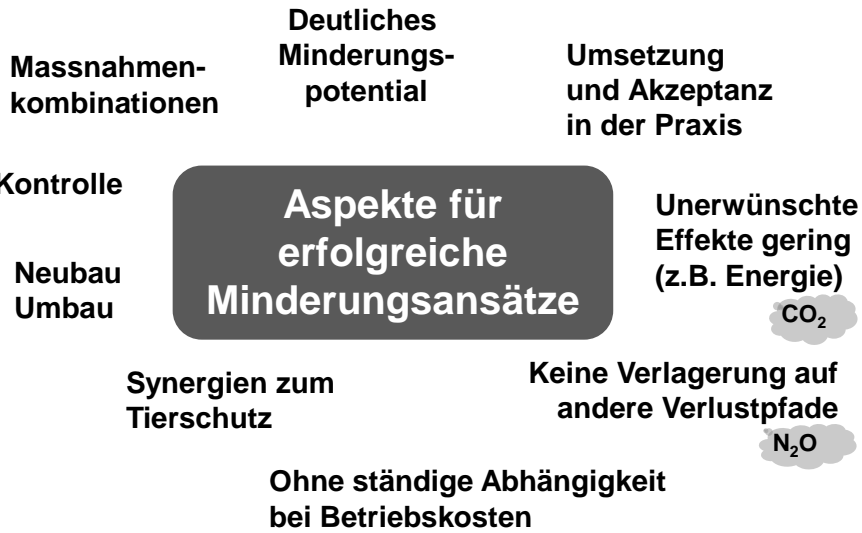 Deutliches
Minderungs-
potential
Massnahmen-
kombinationen
Umsetzung
und Akzeptanz
in der Praxis
Kontrolle
Aspekte für
erfolgreiche
Minderungsansätze
Unerwünschte
Effekte gering
(z.B. Energie)
CO₂
Neubau
Umbau
Synergien zum
Tierschutz
Keine Verlagerung auf
andere Verlustpfade
N₂O
Ohne ständige Abhängigkeit
bei Betriebskosten